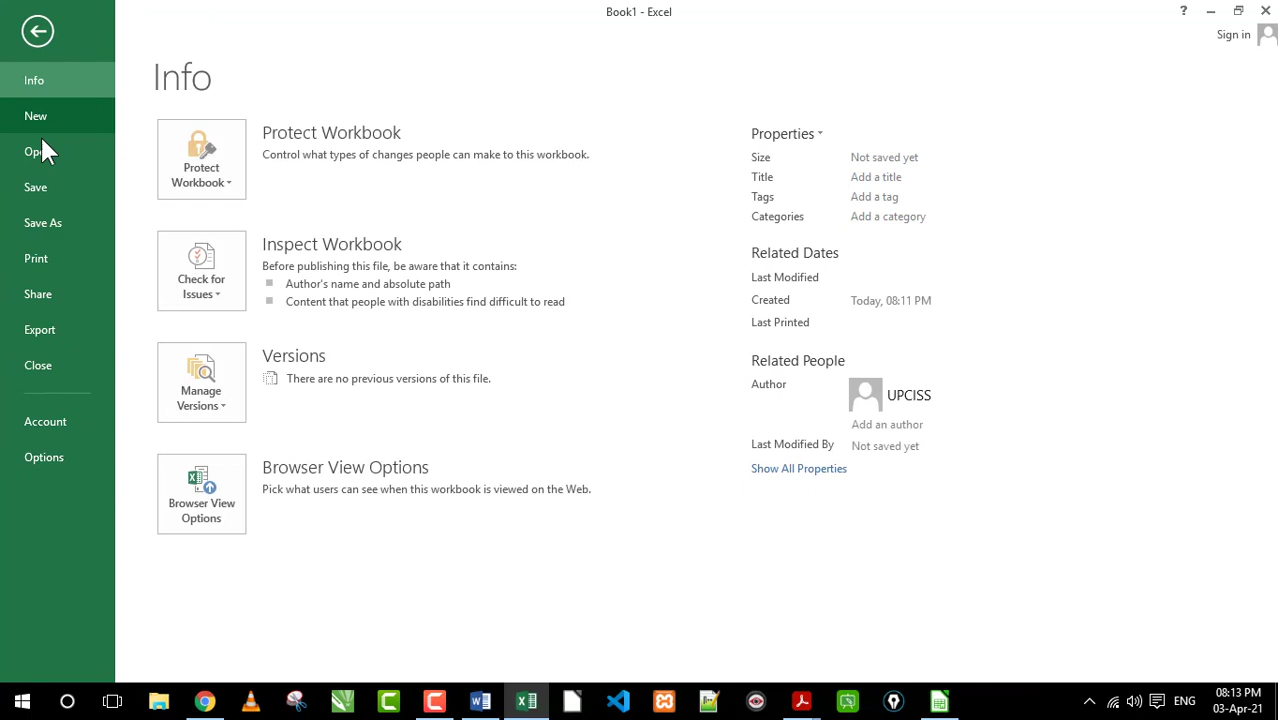 Book1 - Excel
?
Sign in
Info
New
Op
Save
Save As
Print
Share
Export
Close
Account
Options
Info
Protect
Workbook
Protect Workbook
Control what types of changes people can make to this workbook.
Check for
Issues
Inspect Workbook
Before publishing this file, be aware that it contains:
Author's name and absolute path
Content that people with disabilities find difficult to read
Manage
Versions
Versions
There are no previous versions of this file.
Browser View
Options
Browser View Options
Pick what users can see when this workbook is viewed on the Web.
Properties
Size Not saved yet
Title Add a title
Tags Add a tag
Categories Add a category
Related Dates
Last Modified
Created Today, 08:11 PM
Last Printed
Related People
Author UPCISS
Add an author
Last Modified By Not saved yet
Show All Properties
ENG
08:13 PM
03-Apr-21